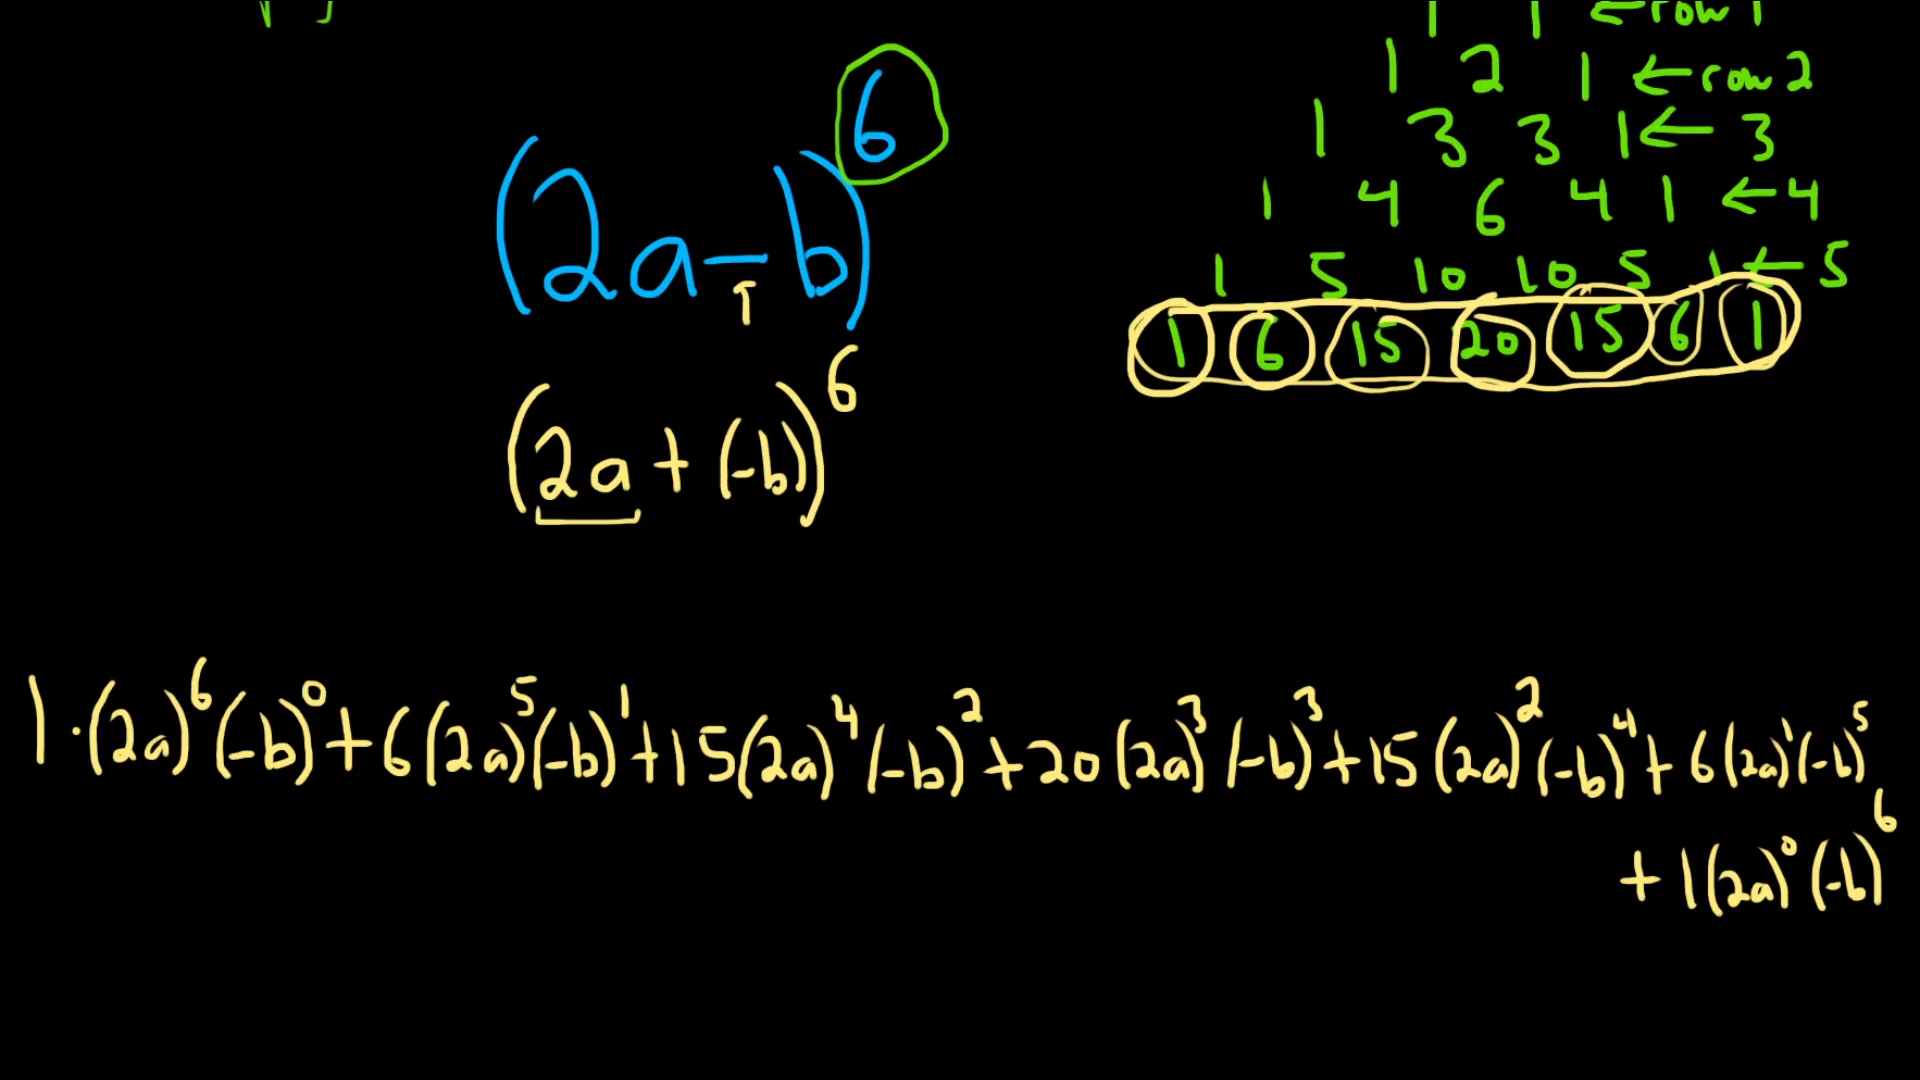 1 1 ← row 1
1 2 1 ← row 2
1 3 3 1 ← 3
1 4 6 4 1 ← 4
1 5 10 10 5 1 ← 5
1 6 15 20 15 6 1
(2a-b)⁶
(2a+(-b))⁶
1·(2a)⁶(-b)⁰+6(2a)⁵(-b)¹+15(2a)⁴(-b)²+20(2a)³(-b)³+15(2a)²(-b)⁴+6(2a)¹(-b)⁵
+1(2a)⁰(-b)⁶